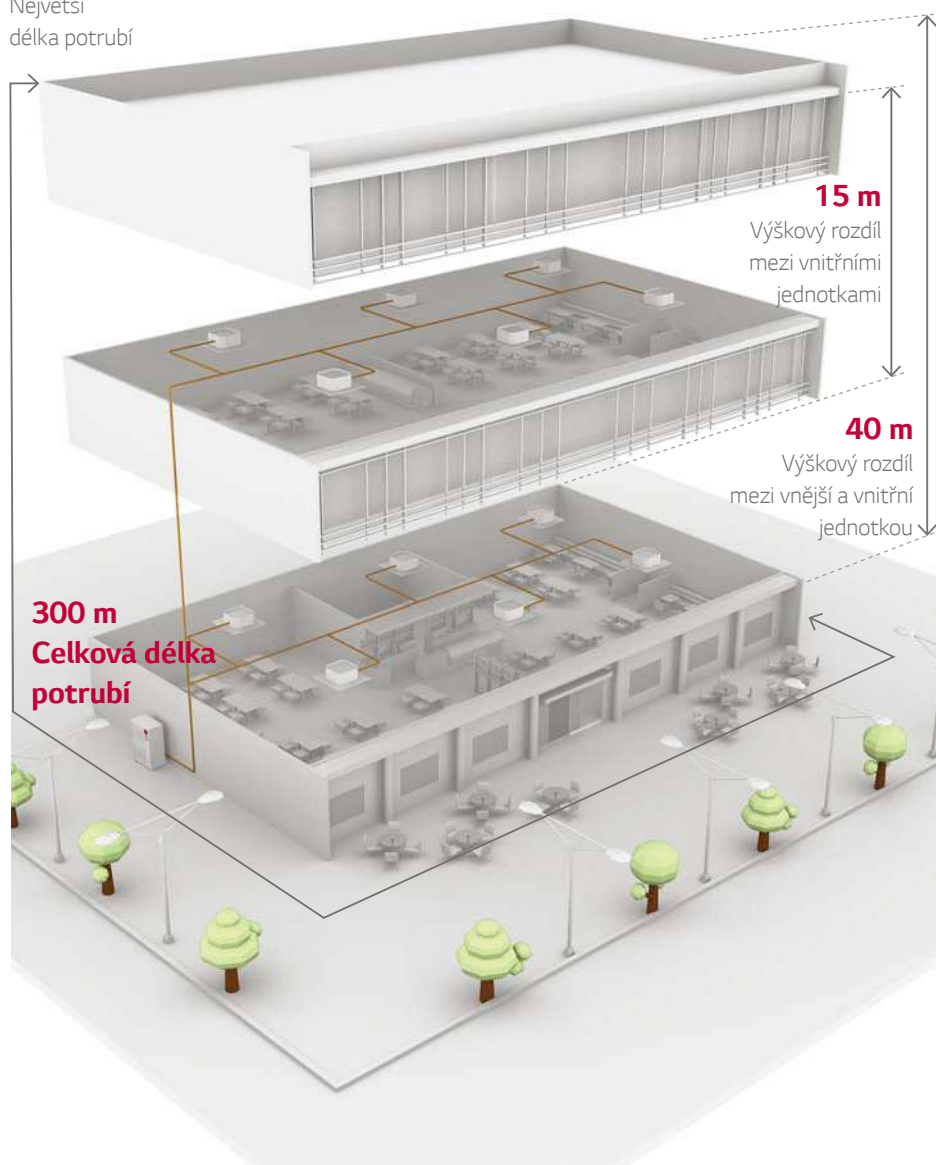 Největší
délka potrubí
15 m
Výškový rozdíl
mezi vnitřními
jednotkami
40 m
Výškový rozdíl
mezi vnější a vnitřní
jednotkou
300 m
Celková délka
potrubí